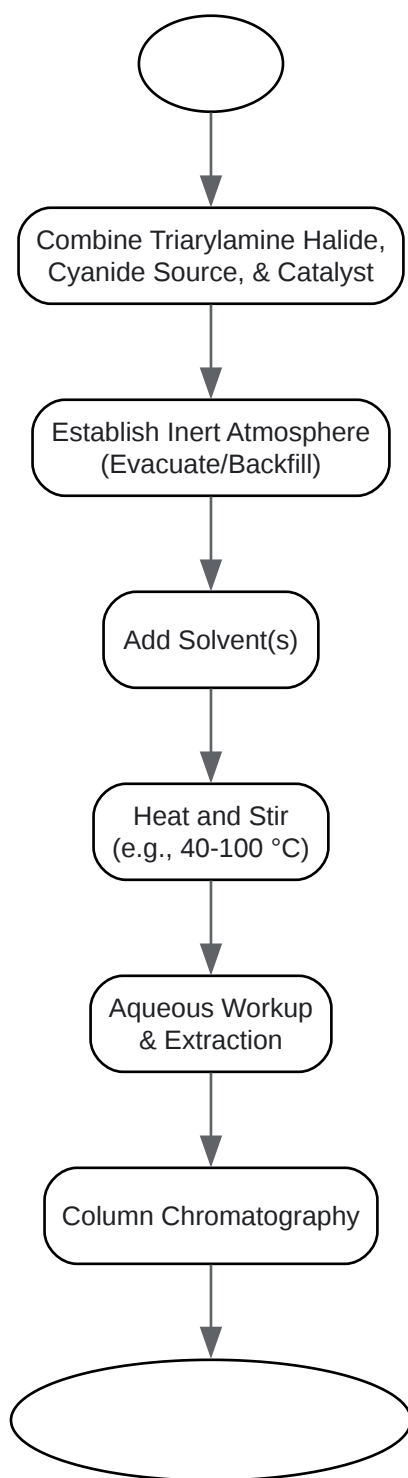 Combine Triarylamine Halide,
Cyanide Source, & Catalyst
Establish Inert Atmosphere
(Evacuate/Backfill)
Add Solvent(s)
Heat and Stir
(e.g., 40-100 °C)
Aqueous Workup
& Extraction
Column Chromatography